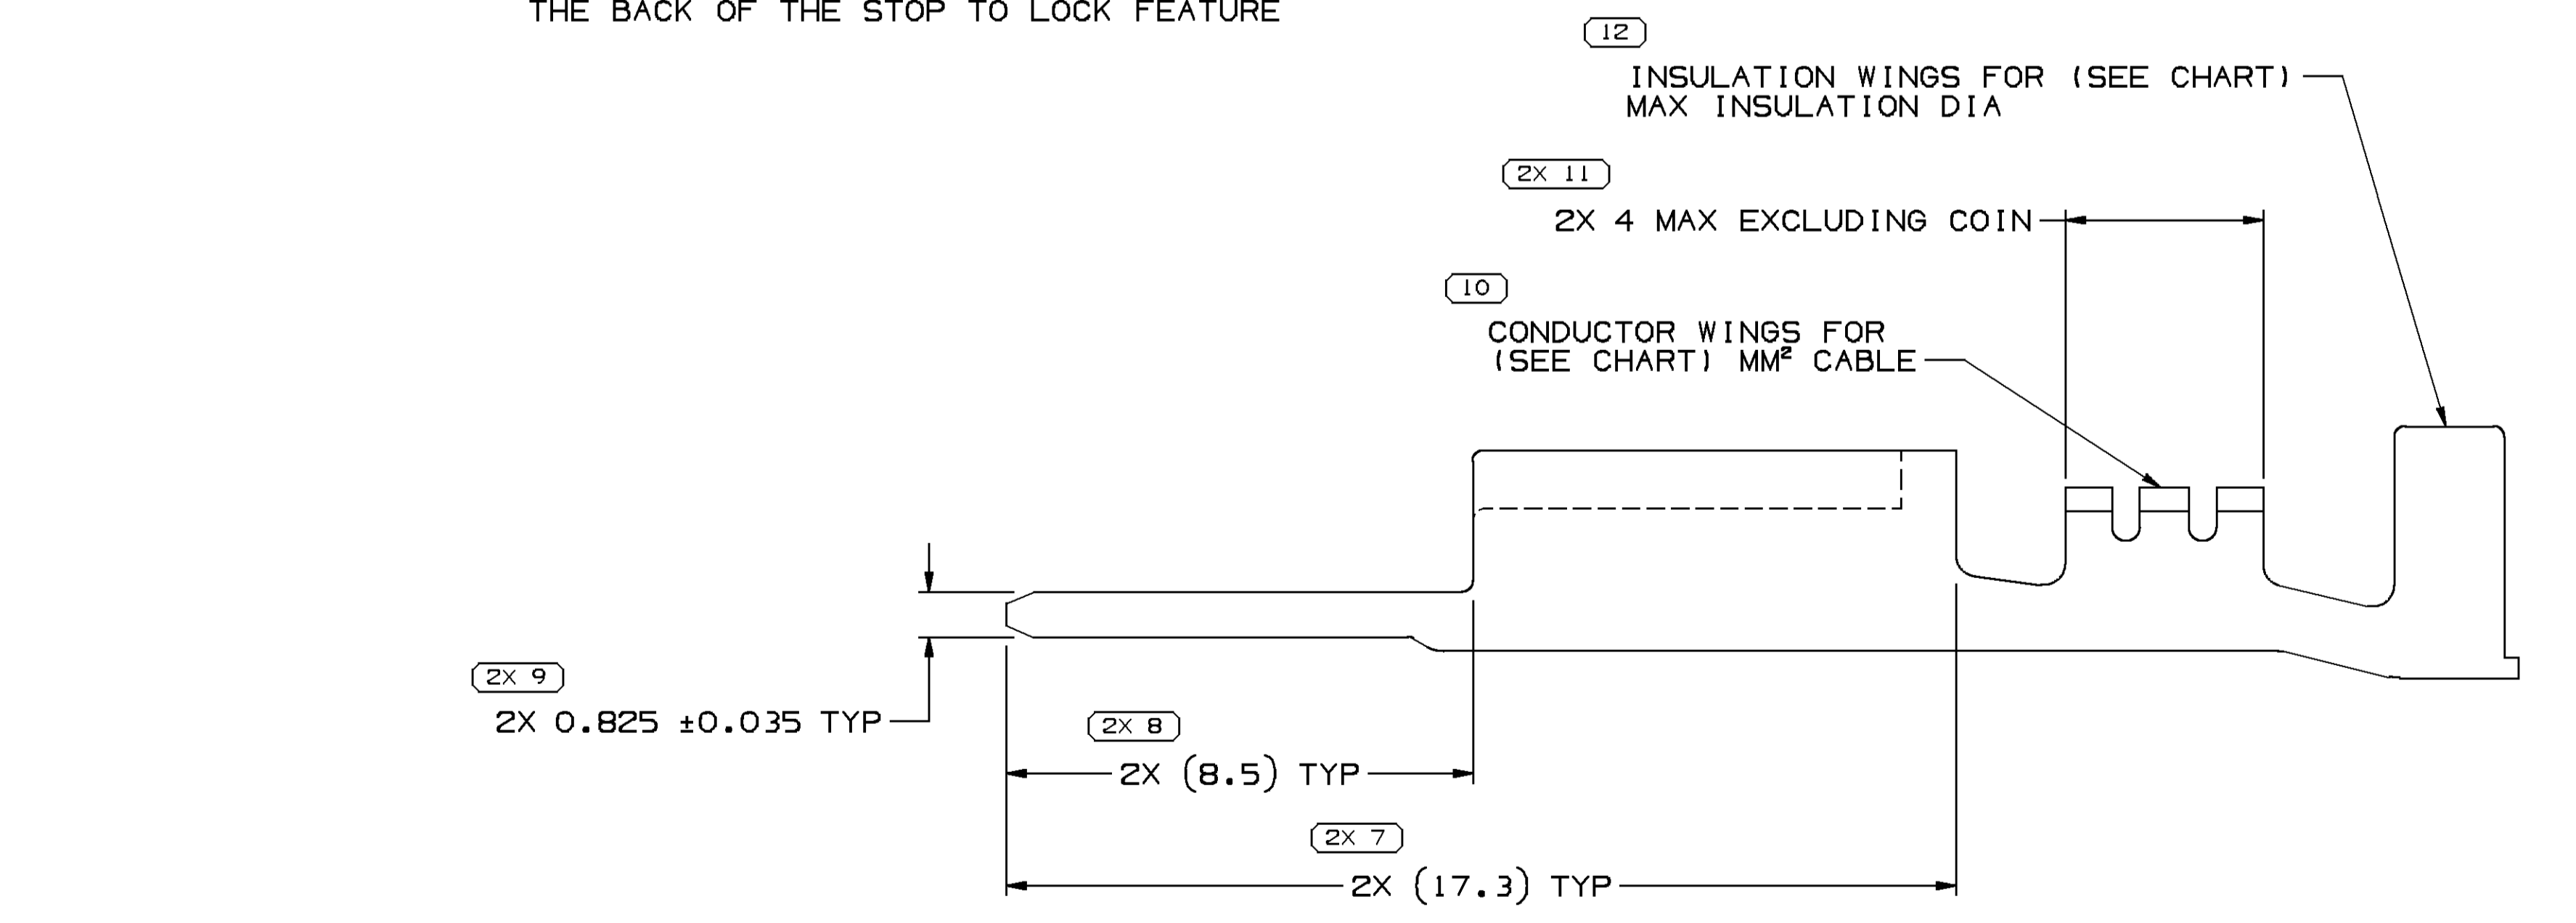 THE BACK OF THE STOP TO LOCK FEATURE
12
INSULATION WINGS FOR (SEE CHART)
MAX INSULATION DIA
2X 11
2X 4 MAX EXCLUDING COIN
10
CONDUCTOR WINGS FOR
(SEE CHART) MM² CABLE
2X 9
2X 0.825 ±0.035 TYP
2X 8
2X (8.5) TYP
2X 7
2X (17.3) TYP